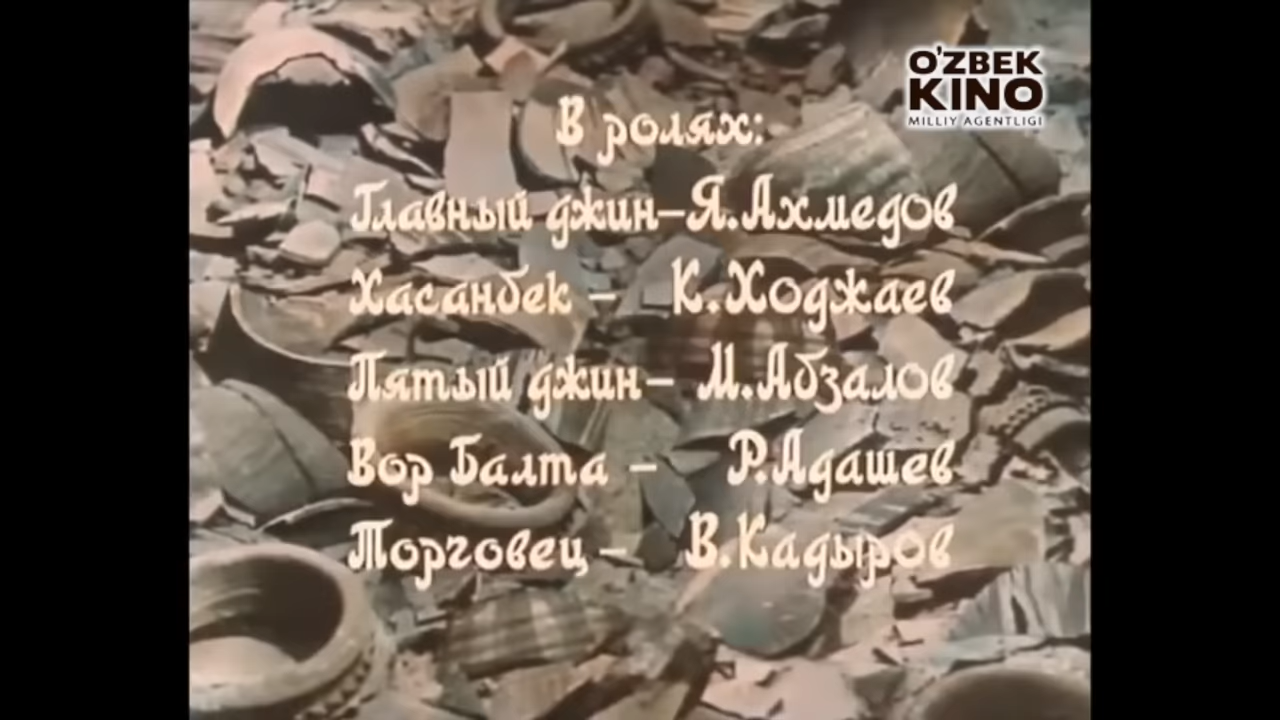 O'ZBEK
KINO
MILLIY AGENTLIGI
В ролях:
Главный джин – Я. Ахмедов
Хасанбек – К. Ходжаев
Пятый джин – М. Абзалов
Вор Балта – Р. Адашев
Торговец – В. Кадыров